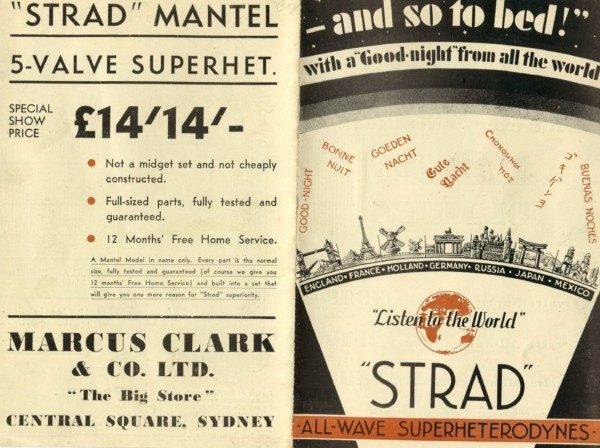 "STRAD" MANTEL
5-VALVE SUPERHET.
SPECIAL
SHOW
PRICE
£14'14'-
Not a midget set and not cheaply
constructed.
Full-sized parts, fully tested and
guaranteed.
12 Months' Free Home Service.
A Mantel Model in name only. Every part is the normal
size, fully tested and guaranteed (of course we give you
12 months' Free Home Service) and built into a set that
will give you one more reason for "Strad" superiority.
MARCUS CLARK
& CO. LTD.
"The Big Store"
CENTRAL SQUARE, SYDNEY
—and so to bed!"
with a "Good-night" from all the world
GOOD-NIGHT
BONNE
NUIT
GOEDEN
NACHT
Gute
Nacht
BUENAS NOCHES
ENGLAND • FRANCE • HOLLAND • GERMANY • RUSSIA • JAPAN • MEXICO
"Listen to the World"
"STRAD"
·ALL-WAVE SUPERHETERODYNES·